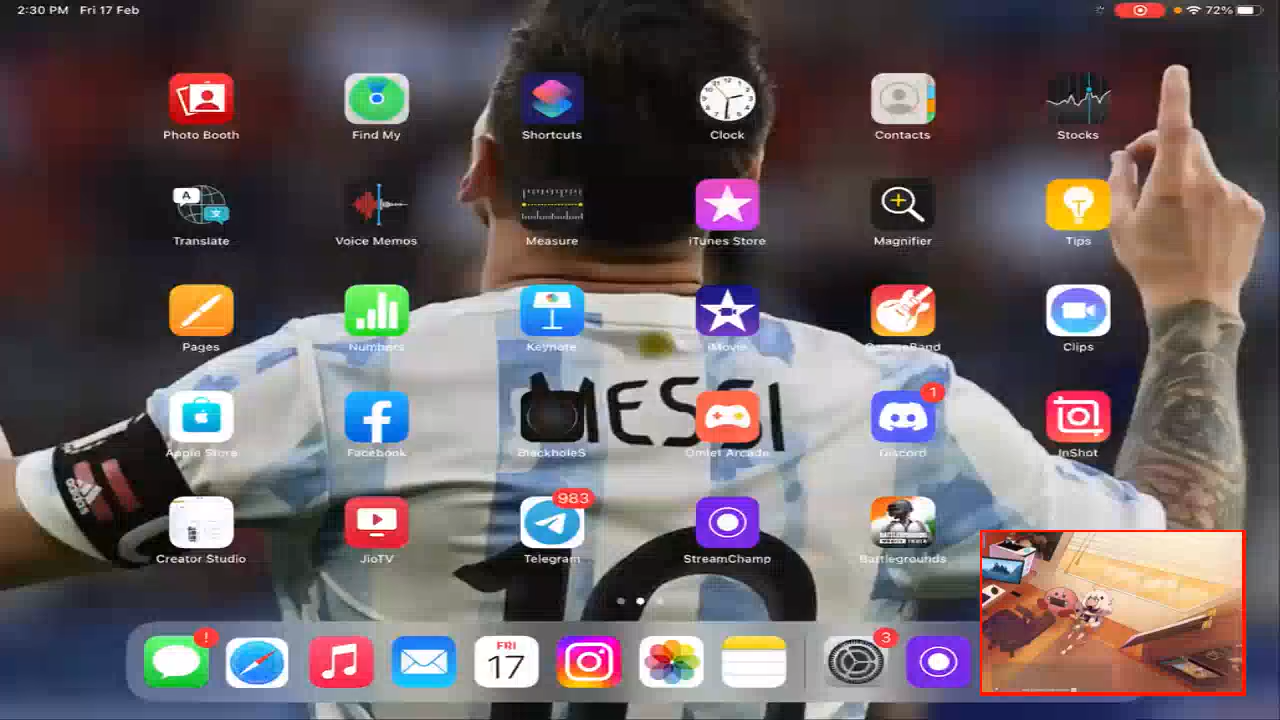 2:30 PM Fri 17 Feb 72%
Photo Booth Find My Shortcuts Clock Contacts Stocks
Translate Voice Memos Measure iTunes Store Magnifier Tips
Pages Numbers Keynote iMovie GarageBand Clips
MESSI
1
Apple Store Facebook BlackholeS Omlet Arcade Discord InShot
983
Creator Studio JioTV Telegram StreamChamp Battlegrounds
10
! FRI 3
17
adidas